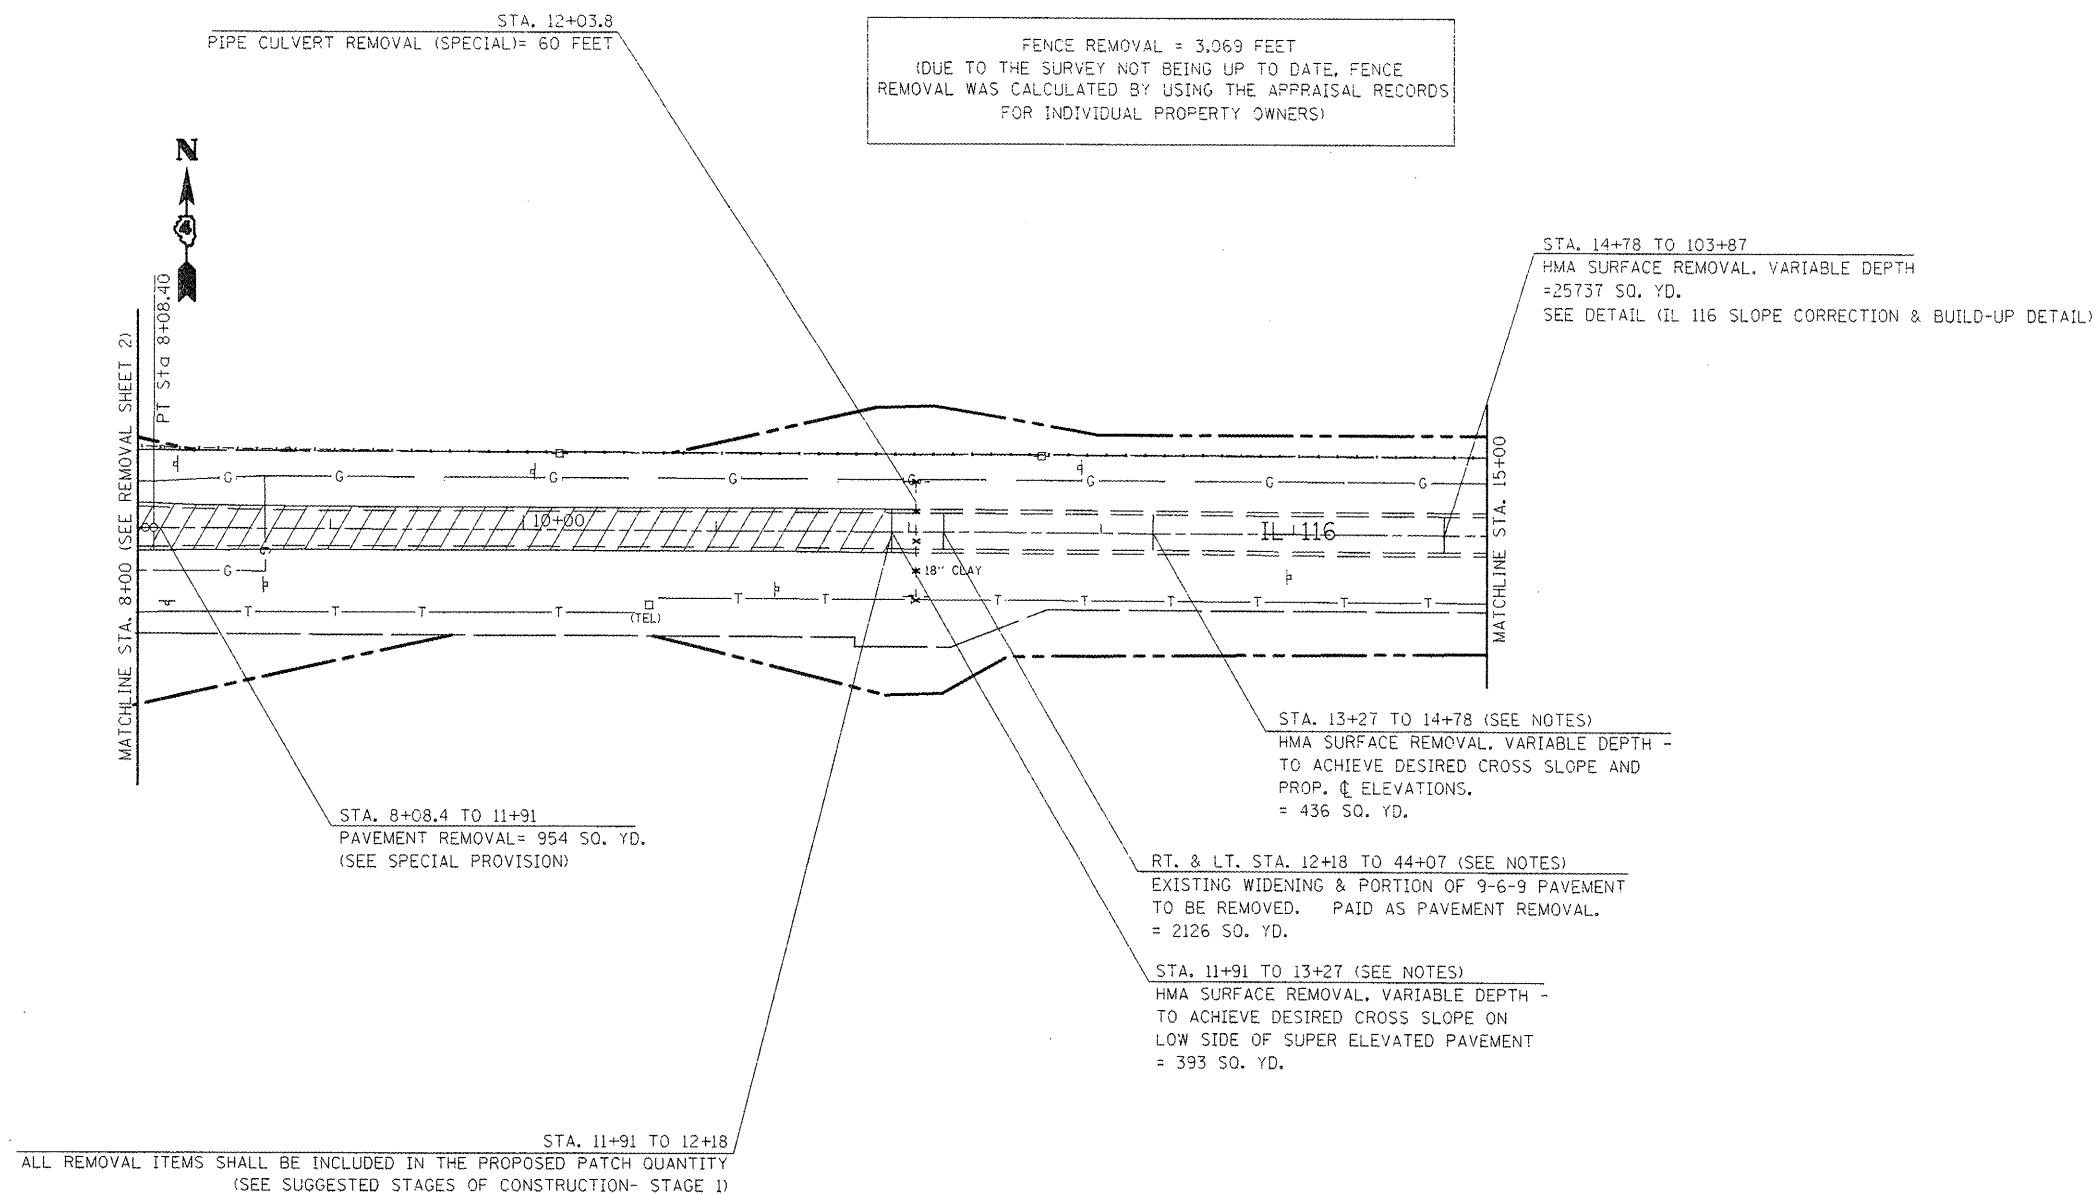 STA. 12+03.8
PIPE CULVERT REMOVAL (SPECIAL)= 60 FEET
FENCE REMOVAL = 3,069 FEET
(DUE TO THE SURVEY NOT BEING UP TO DATE, FENCE
REMOVAL WAS CALCULATED BY USING THE APPRAISAL RECORDS
FOR INDIVIDUAL PROPERTY OWNERS)
N
4
STA. 14+78 TO 103+87
HMA SURFACE REMOVAL, VARIABLE DEPTH
=25737 SQ. YD.
SEE DETAIL (IL 116 SLOPE CORRECTION & BUILD-UP DETAIL)
MATCHLINE STA. 8+00 (SEE REMOVAL SHEET 2)
PT Sta 8+08.40
G G G G G G G G
10+00
IL 116
G
G
18" CLAY
T T T T T T T T T T T T
(TEL)
MATCHLINE STA. 15+00
STA. 13+27 TO 14+78 (SEE NOTES)
HMA SURFACE REMOVAL, VARIABLE DEPTH -
TO ACHIEVE DESIRED CROSS SLOPE AND
PROP. ℄ ELEVATIONS.
= 436 SQ. YD.
STA. 8+08.4 TO 11+91
PAVEMENT REMOVAL= 954 SQ. YD.
(SEE SPECIAL PROVISION)
RT. & LT. STA. 12+18 TO 44+07 (SEE NOTES)
EXISTING WIDENING & PORTION OF 9-6-9 PAVEMENT
TO BE REMOVED. PAID AS PAVEMENT REMOVAL.
= 2126 SQ. YD.
STA. 11+91 TO 13+27 (SEE NOTES)
HMA SURFACE REMOVAL, VARIABLE DEPTH -
TO ACHIEVE DESIRED CROSS SLOPE ON
LOW SIDE OF SUPER ELEVATED PAVEMENT
= 393 SQ. YD.
STA. 11+91 TO 12+18
ALL REMOVAL ITEMS SHALL BE INCLUDED IN THE PROPOSED PATCH QUANTITY
(SEE SUGGESTED STAGES OF CONSTRUCTION- STAGE 1)